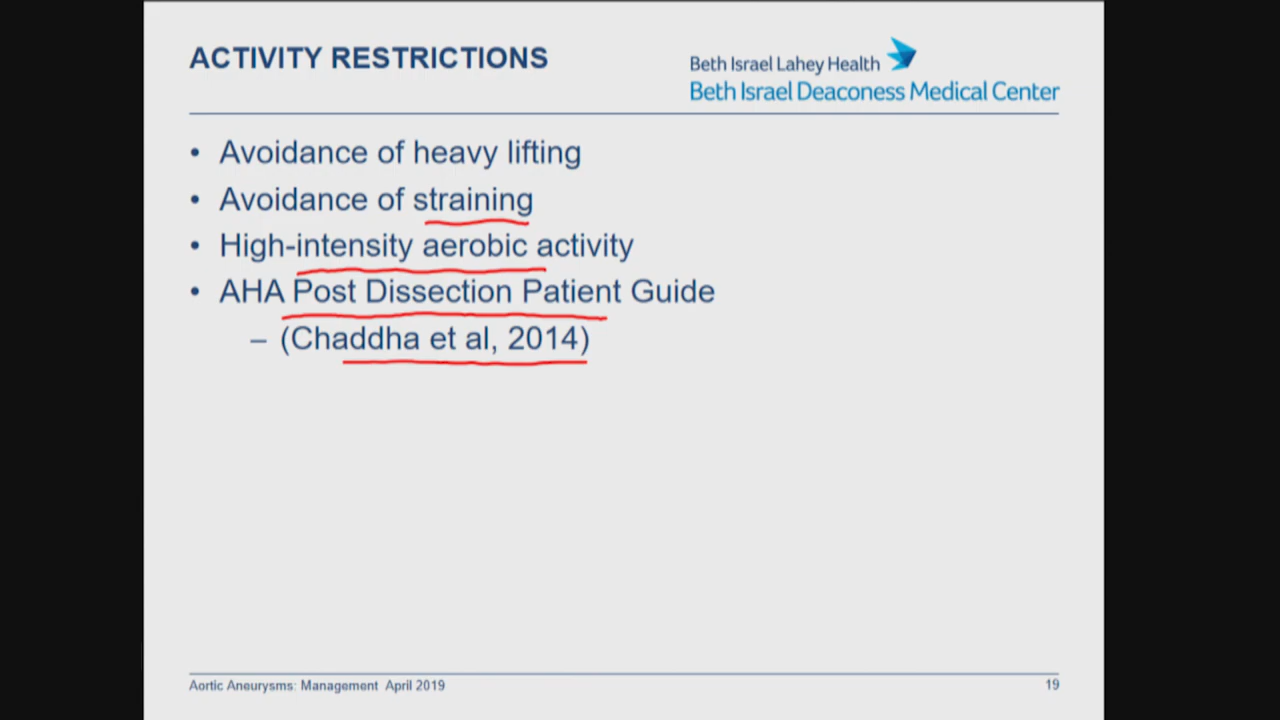 ACTIVITY RESTRICTIONS
Beth Israel Lahey Health
Beth Israel Deaconess Medical Center
• Avoidance of heavy lifting
• Avoidance of straining
• High-intensity aerobic activity
• AHA Post Dissection Patient Guide
– (Chaddha et al, 2014)
Aortic Aneurysms: Management April 2019
19